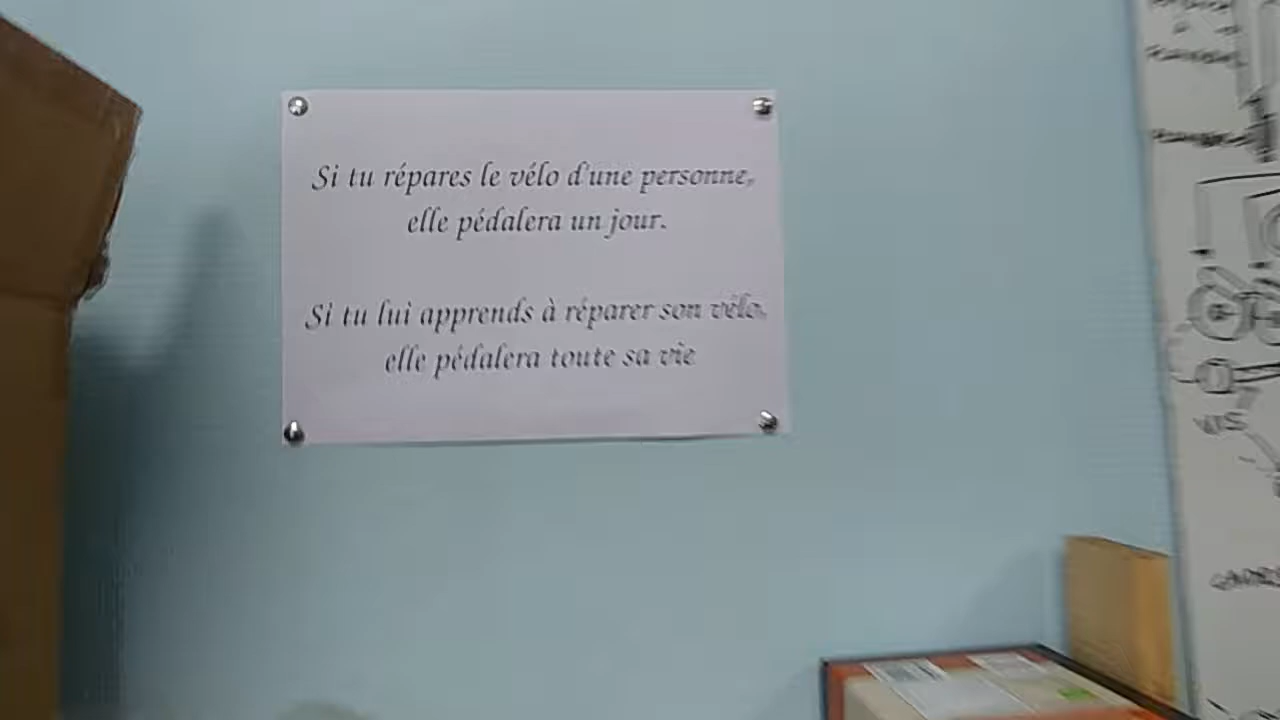 Si tu répares le vélo d'une personne,
elle pédalera un jour.
Si tu lui apprends à réparer son vélo,
elle pédalera toute sa vie
VIS